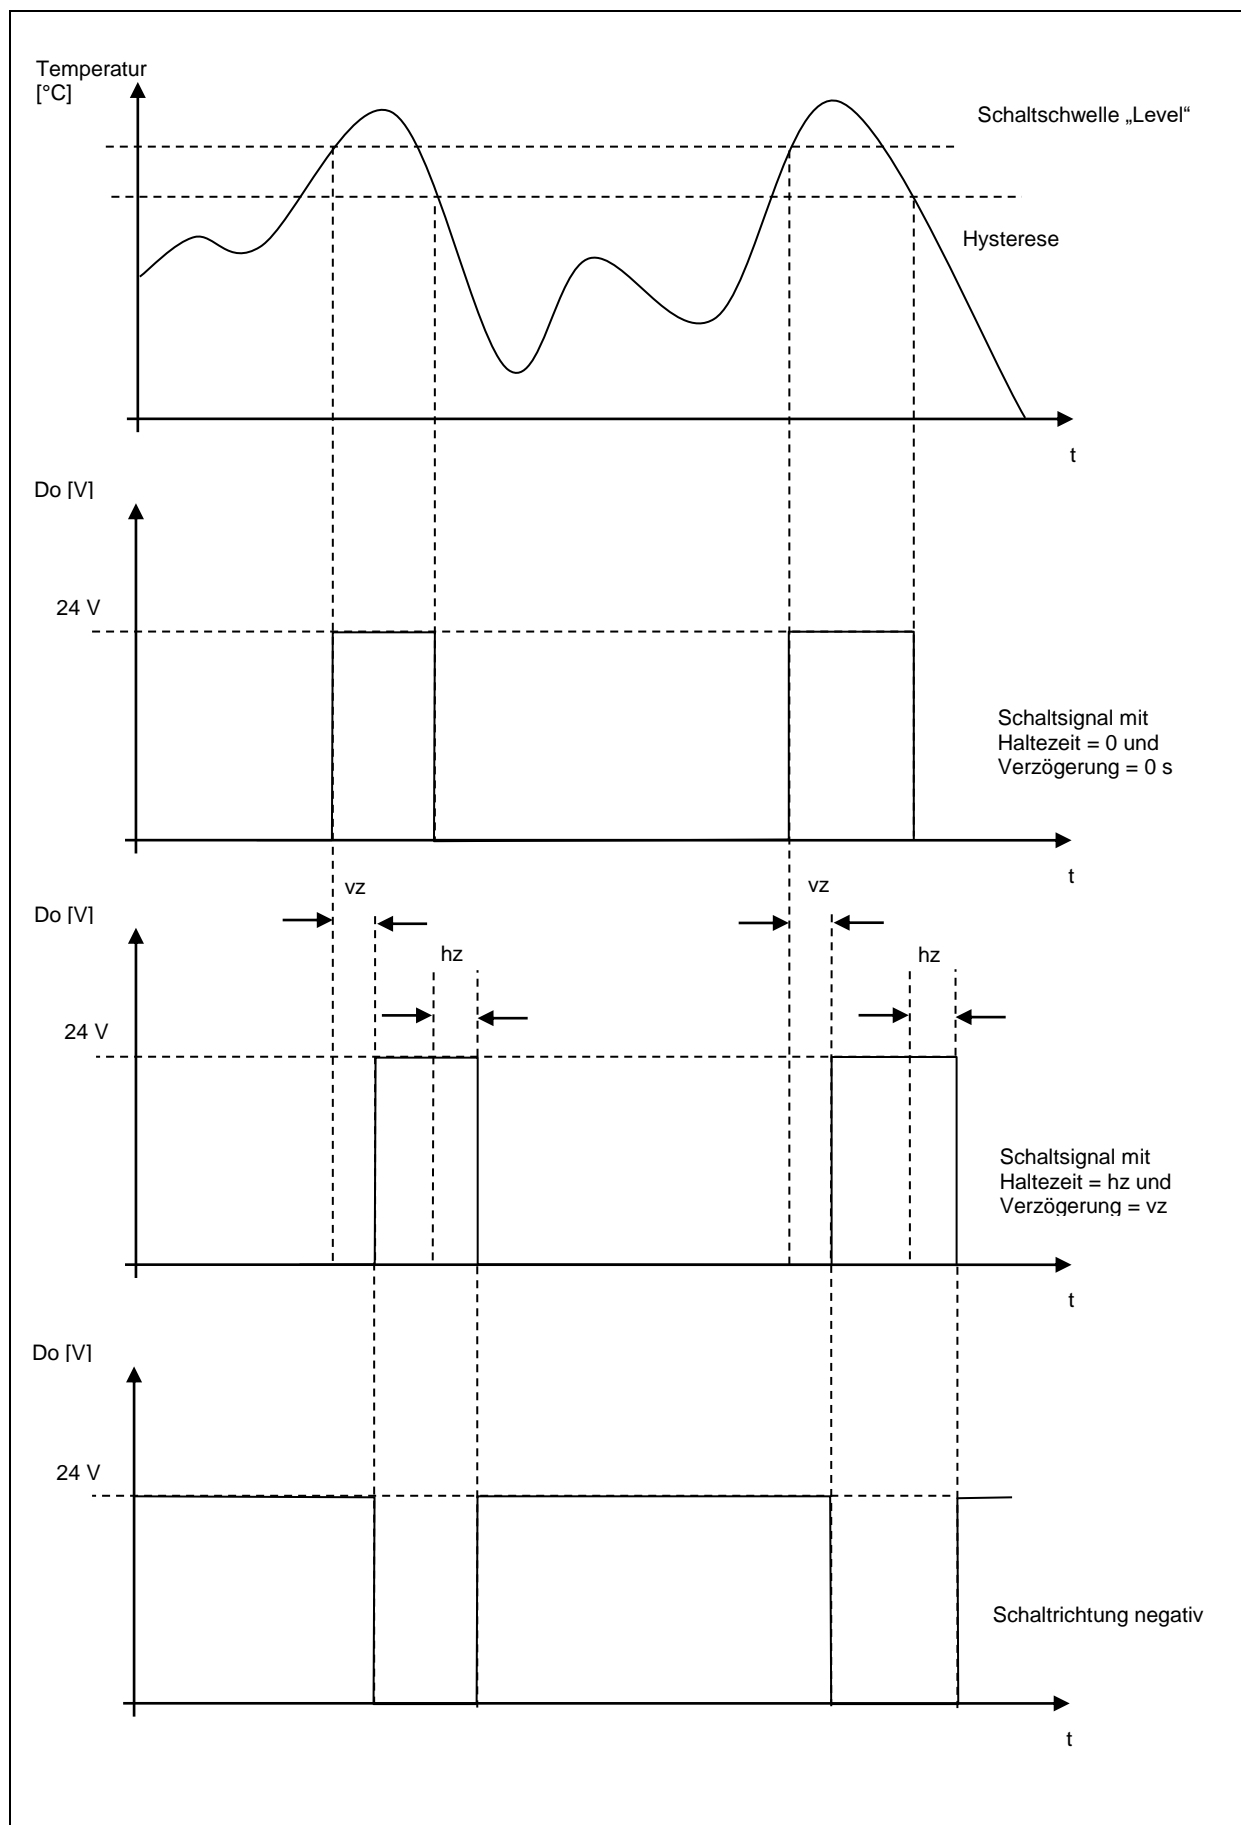 Temperatur
[°C]
Schaltschwelle „Level“
Hysterese
t
Do [V]
24 V
Schaltsignal mit
Haltezeit = 0 und
Verzögerung = 0 s
t
vz
vz
Do [V]
hz
hz
24 V
Schaltsignal mit
Haltezeit = hz und
Verzögerung = vz
t
Do [V]
24 V
Schaltrichtung negativ
t